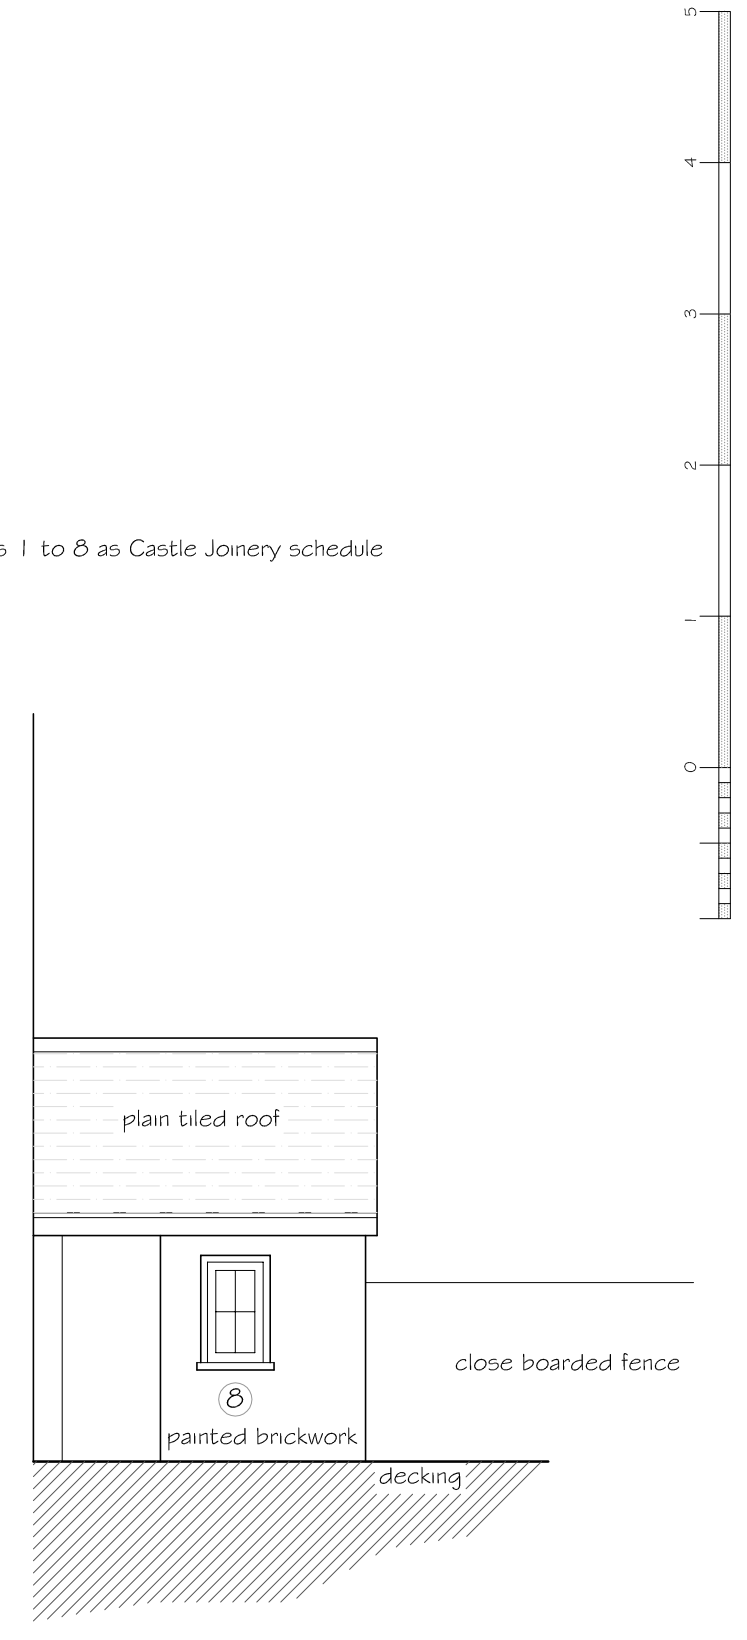 5
4
3
2
s 1 to 8 as Castle Joinery schedule
1
0
plain tiled roof
close boarded fence
8
painted brickwork
decking